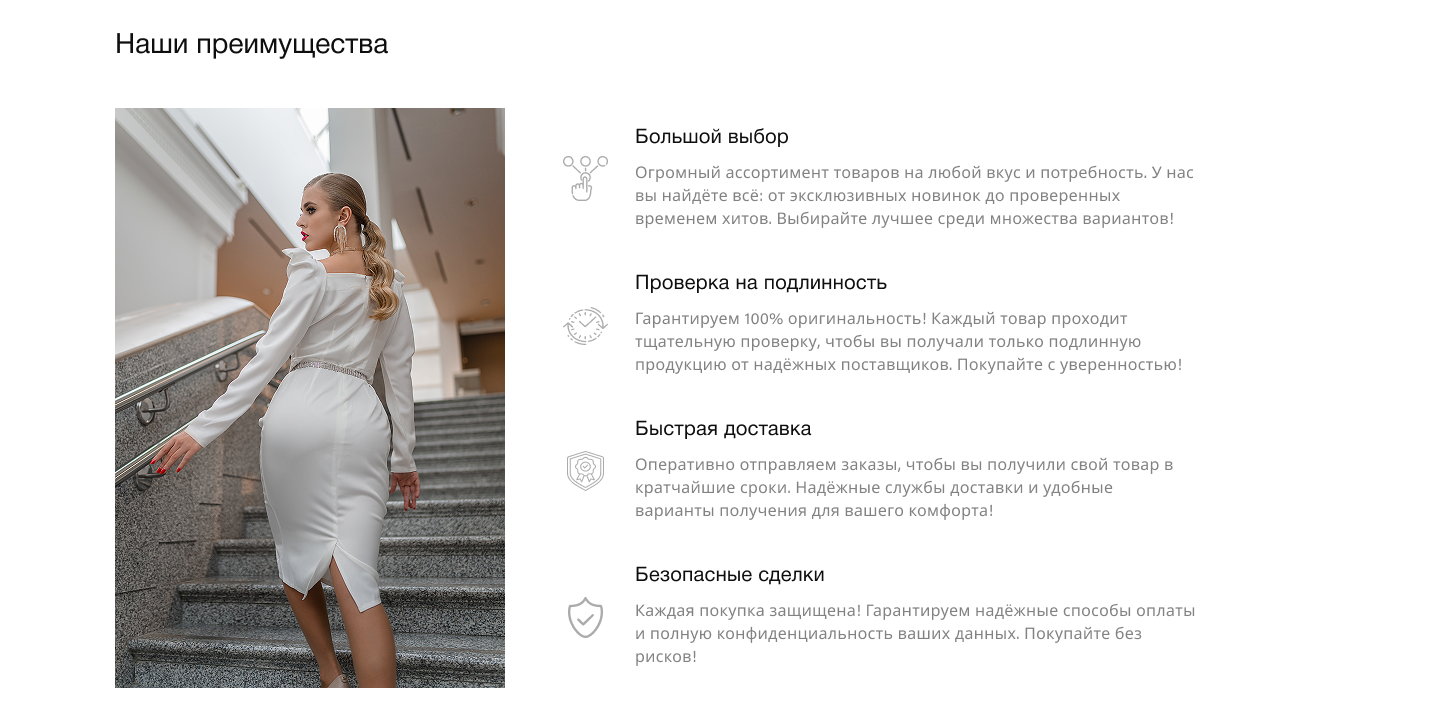 Наши преимущества
Большой выбор
Огромный ассортимент товаров на любой вкус и потребность. У нас
вы найдёте всё: от эксклюзивных новинок до проверенных
временем хитов. Выбирайте лучшее среди множества вариантов!
Проверка на подлинность
Гарантируем 100% оригинальность! Каждый товар проходит
тщательную проверку, чтобы вы получали только подлинную
продукцию от надёжных поставщиков. Покупайте с уверенностью!
Быстрая доставка
Оперативно отправляем заказы, чтобы вы получили свой товар в
кратчайшие сроки. Надёжные службы доставки и удобные
варианты получения для вашего комфорта!
Безопасные сделки
Каждая покупка защищена! Гарантируем надёжные способы оплаты
и полную конфиденциальность ваших данных. Покупайте без
рисков!